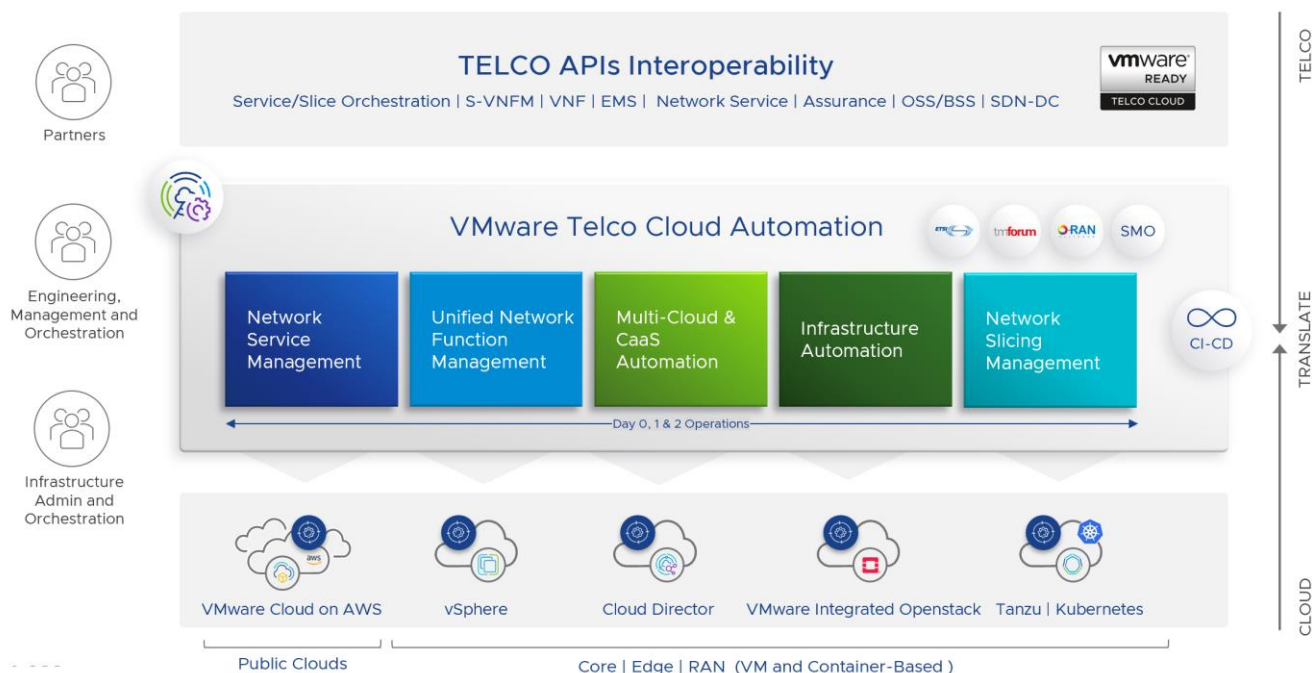 TELCO APIs Interoperability
Service/Slice Orchestration | S-VNFM | VNF | EMS | Network Service | Assurance | OSS/BSS | SDN-DC
vmware®
READY
TELCO CLOUD
Partners
TELCO
VMware Telco Cloud Automation
ETSI
tmforum
O-RAN
SMO
Engineering,
Management and
Orchestration
Network
Service
Management
Unified Network
Function
Management
Multi-Cloud &
CaaS
Automation
Infrastructure
Automation
Network
Slicing
Management
CI-CD
TRANSLATE
Day 0, 1 & 2 Operations
Infrastructure
Admin and
Orchestration
aws
VMware Cloud on AWS
vSphere
Cloud Director
VMware Integrated Openstack
Tanzu | Kubernetes
CLOUD
Public Clouds
Core | Edge | RAN (VM and Container-Based )